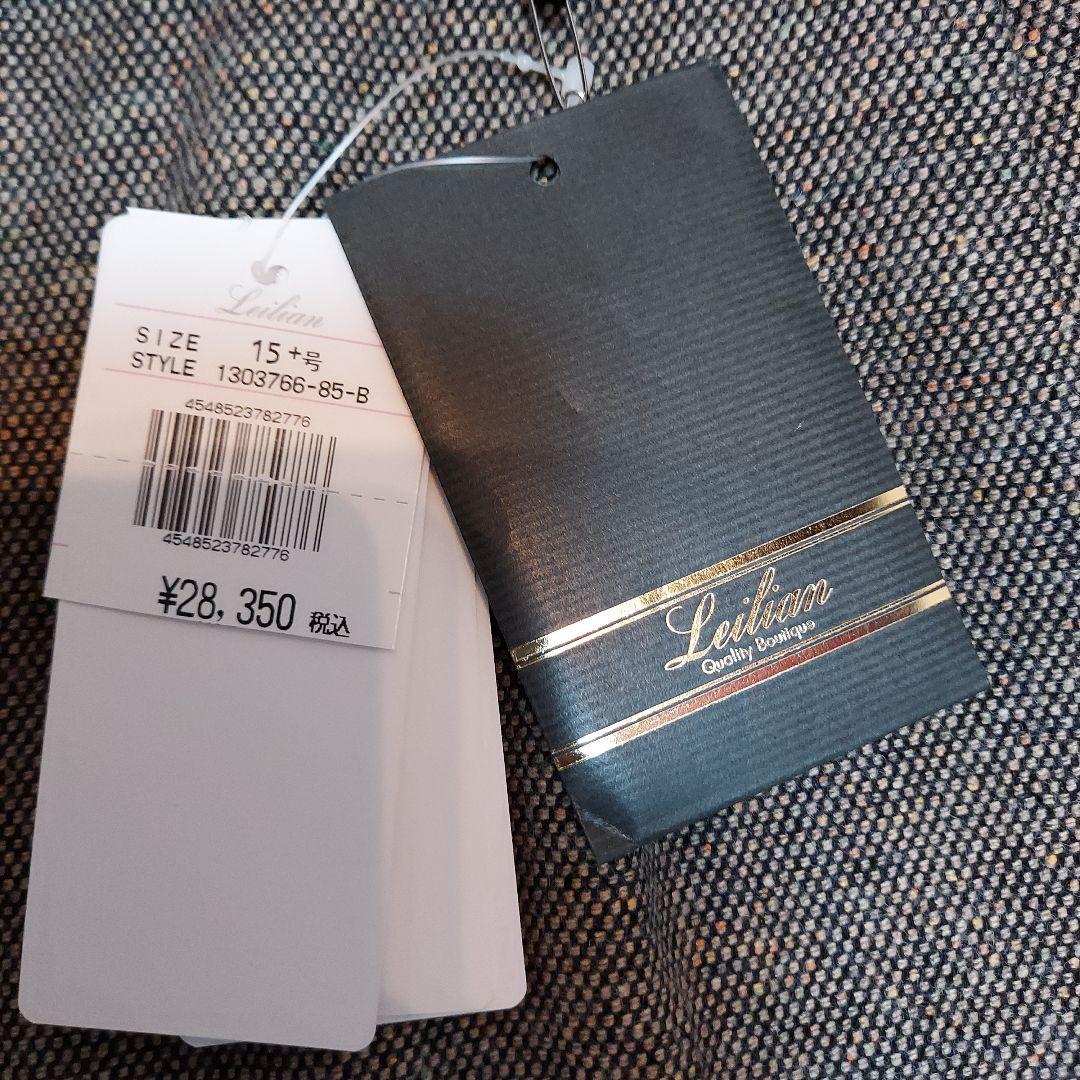 Leilian
SIZE 15+号
STYLE 1303766-85-B
4548523782776
4548523782776
¥28,350 税込
Leilian
Quality Boutique